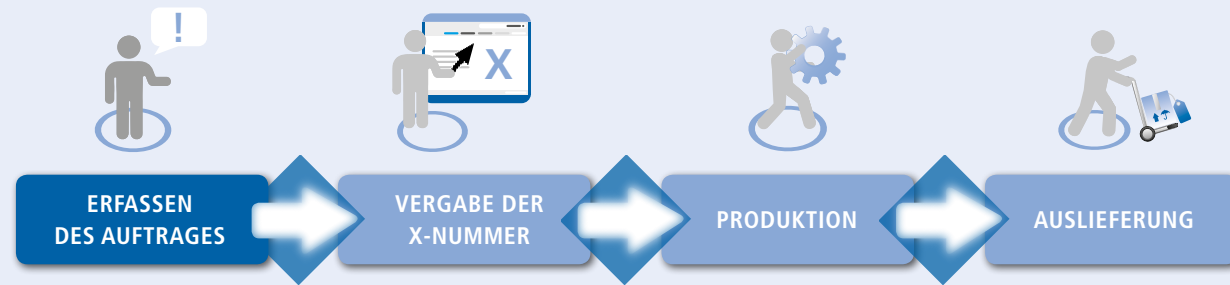 !
X
ERFASSEN
DES AUFTRAGES
VERGABE DER
X-NUMMER
PRODUKTION
AUSLIEFERUNG